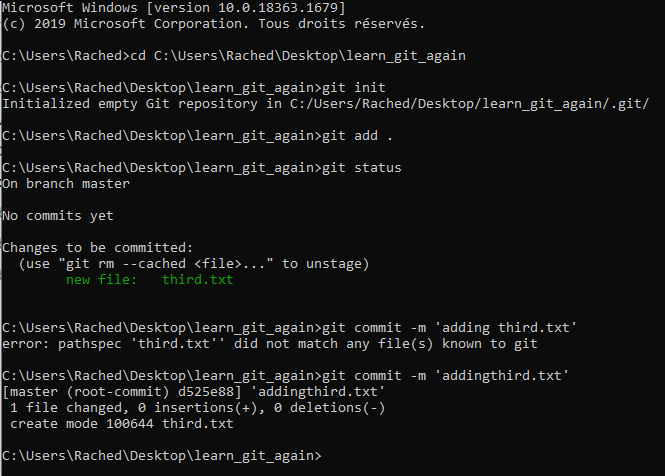 Microsoft Windows [version 10.0.18363.1679]
(c) 2019 Microsoft Corporation. Tous droits réservés.
C:\Users\Rached>cd C:\Users\Rached\Desktop\learn_git_again
C:\Users\Rached\Desktop\learn_git_again>git init
Initialized empty Git repository in C:/Users/Rached/Desktop/learn_git_again/.git/
C:\Users\Rached\Desktop\learn_git_again>git add .
C:\Users\Rached\Desktop\learn_git_again>git status
On branch master
No commits yet
Changes to be committed:
  (use "git rm --cached <file>..." to unstage)
        new file:   third.txt
C:\Users\Rached\Desktop\learn_git_again>git commit -m 'adding third.txt'
error: pathspec 'third.txt'' did not match any file(s) known to git
C:\Users\Rached\Desktop\learn_git_again>git commit -m 'addingthird.txt'
[master (root-commit) d525e88] 'addingthird.txt'
 1 file changed, 0 insertions(+), 0 deletions(-)
 create mode 100644 third.txt
C:\Users\Rached\Desktop\learn_git_again>